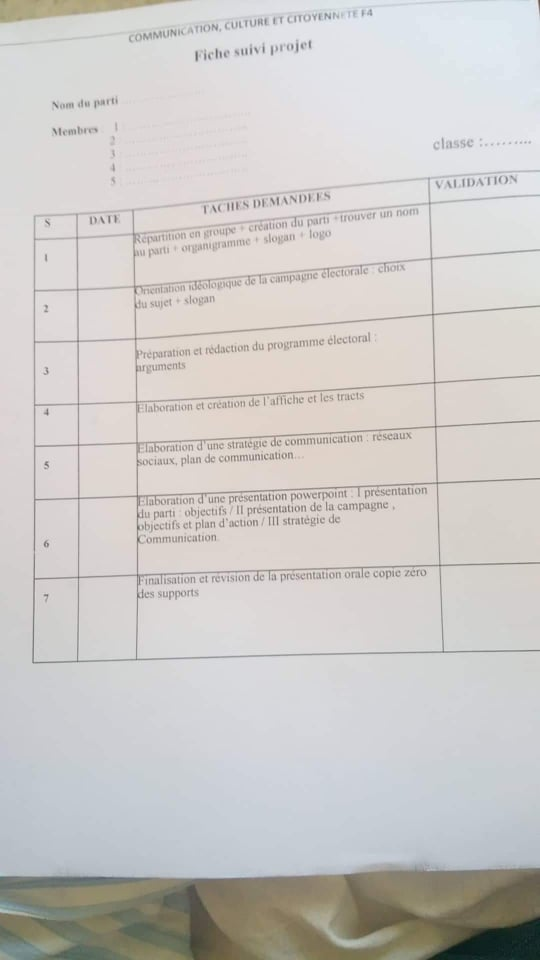 COMMUNICATION, CULTURE ET CITOYENNETE F4
Fiche suivi projet
Nom du parti ....................
Membres 1 ..............................
2 ..............................
3 ..............................
4 ..............................
5 ..............................
classe :.........
S DATE TACHES DEMANDEES VALIDATION
1 Répartition en groupe + création du parti +trouver un nom
au parti + organigramme + slogan + logo
2 Orientation idéologique de la campagne électorale : choix
du sujet + slogan
3 Préparation et rédaction du programme électoral :
arguments
4 Elaboration et création de l'affiche et les tracts
5 Elaboration d'une stratégie de communication : réseaux
sociaux, plan de communication…
6 Elaboration d'une présentation powerpoint : I présentation
du parti : objectifs / II présentation de la campagne ,
objectifs et plan d'action / III stratégie de
Communication.
7 Finalisation et révision de la présentation orale copie zéro
des supports